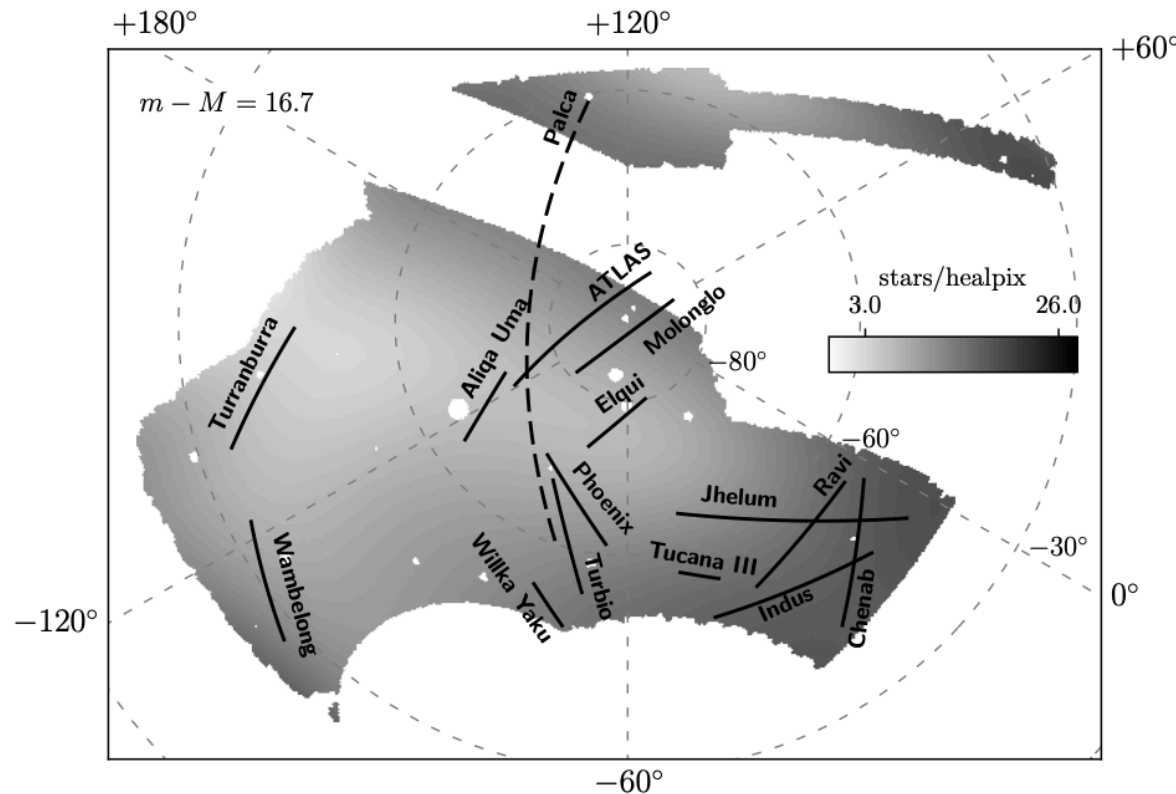 +180°
+120°
+60°
m − M = 16.7
Palca
ATLAS
stars/healpix
3.0 26.0
Molonglo
Aliqa Uma
Turranburra
−80°
Elqui
−60°
Ravi
Phoenix
Jhelum
Tucana III
−30°
Wambelong
Willka Yaku
Turbio
Indus
Chenab
0°
−120°
−60°